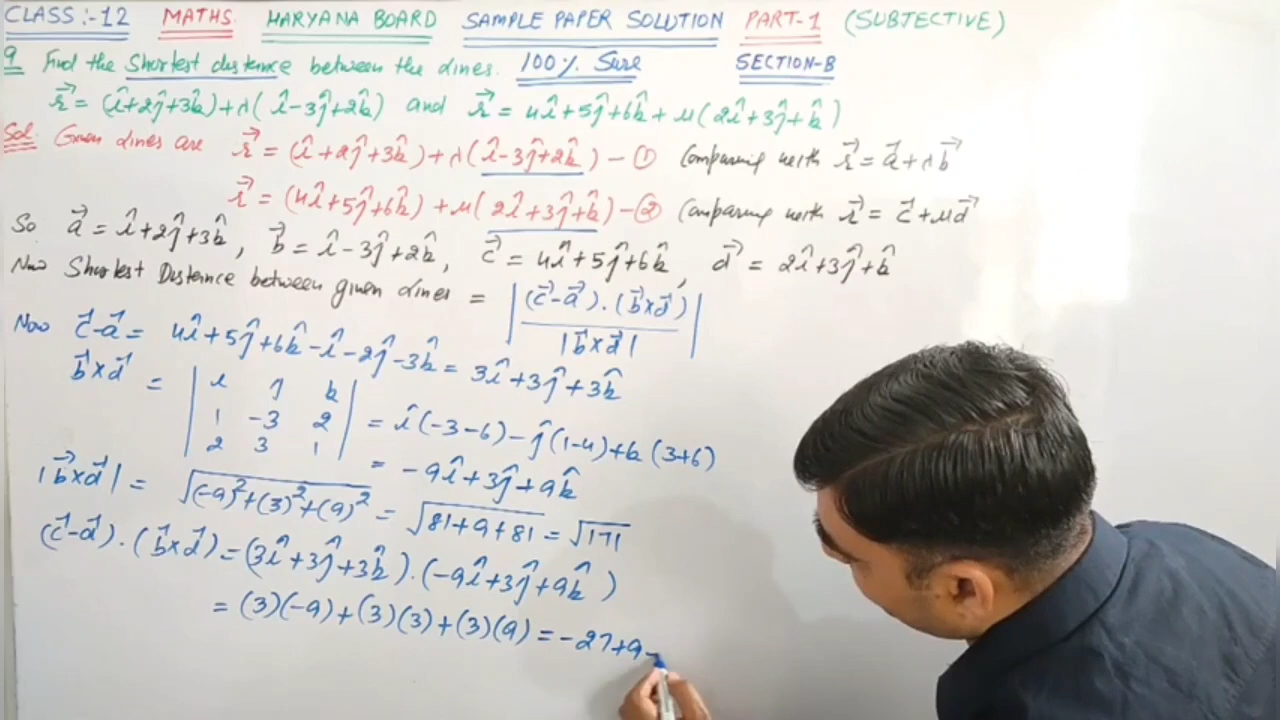 CLASS:-12 MATHS HARYANA BOARD SAMPLE PAPER SOLUTION PART-1 (SUBJECTIVE)
9 Find the Shortest distance between the lines. 100% Sure SECTION-B
r⃗ = (î+2ĵ+3k̂)+λ(î-3ĵ+2k̂) and r⃗ = 4î+5ĵ+6k̂+μ(2î+3ĵ+k̂)
Sol. Given lines are r⃗ = (î+2ĵ+3k̂)+λ(î-3ĵ+2k̂) - ① Comparing with r⃗ = a⃗+λb⃗
r⃗ = (4î+5ĵ+6k̂)+μ(2î+3ĵ+k̂) - ② Comparing with r⃗ = c⃗+μd⃗
So a⃗ = î+2ĵ+3k̂, b⃗ = î-3ĵ+2k̂, c⃗ = 4î+5ĵ+6k̂, d⃗ = 2î+3ĵ+k̂
Now Shortest Distance between given lines = |(c⃗-a⃗).(b⃗×d⃗) / |b⃗×d⃗||
Now c⃗-a⃗ = 4î+5ĵ+6k̂-î-2ĵ-3k̂ = 3î+3ĵ+3k̂
b⃗×d⃗ = | i j k
1 -3 2
2 3 1 | = î(-3-6)-ĵ(1-4)+k(3+6)
= -9î+3ĵ+9k̂
|b⃗×d⃗| = √(-9)²+(3)²+(9)² = √81+9+81 = √171
(c⃗-a⃗).(b⃗×d⃗) = (3î+3ĵ+3k̂).(-9î+3ĵ+9k̂)
= (3)(-9)+(3)(3)+(3)(9) = -27+9